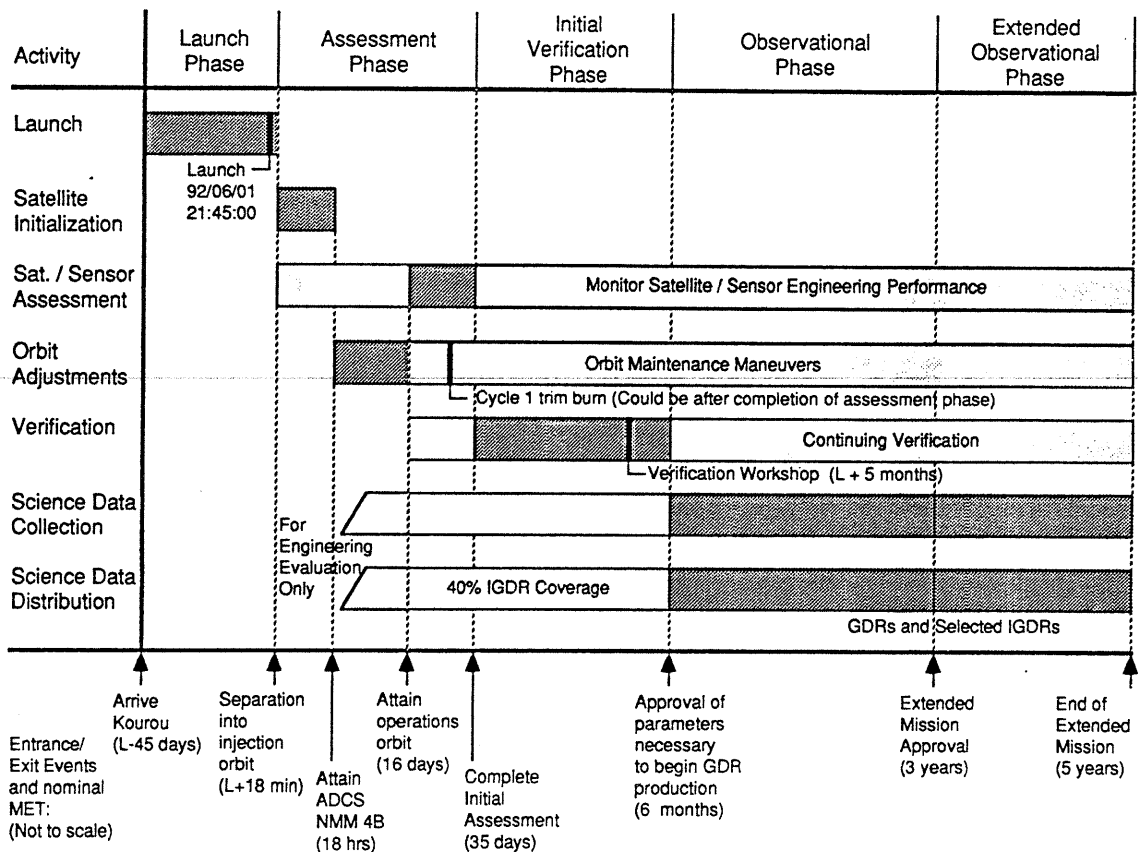 Activity
Launch
Phase
Assessment
Phase
Initial
Verification
Phase
Observational
Phase
Extended
Observational
Phase
Launch
Launch
92/06/01
21:45:00
Satellite
Initialization
Sat. / Sensor
Assessment
Monitor Satellite / Sensor Engineering Performance
Orbit
Adjustments
Orbit Maintenance Maneuvers
Cycle 1 trim burn (Could be after completion of assessment phase)
Verification
Continuing Verification
Verification Workshop (L + 5 months)
Science Data
Collection
For
Engineering
Evaluation
Only
Science Data
Distribution
40% IGDR Coverage
GDRs and Selected IGDRs
Entrance/
Exit Events
and nominal
MET:
(Not to scale)
Arrive
Kourou
(L-45 days)
Separation
into
injection
orbit
(L+18 min)
Attain
ADCS
NMM 4B
(18 hrs)
Attain
operations
orbit
(16 days)
Complete
Initial
Assessment
(35 days)
Approval of
parameters
necessary
to begin GDR
production
(6 months)
Extended
Mission
Approval
(3 years)
End of
Extended
Mission
(5 years)